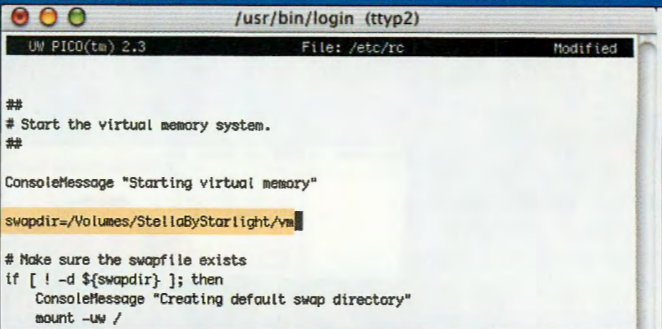 /usr/bin/login (ttyp2)
UW PICO(tm) 2.3 File: /etc/rc Modified
##
# Start the virtual memory system.
##
ConsoleMessage "Starting virtual memory"
swapdir=/Volumes/StellaByStarlight/vm
# Make sure the swapfile exists
if [ ! -d ${swapdir} ]; then
ConsoleMessage "Creating default swap directory"
mount -uw /